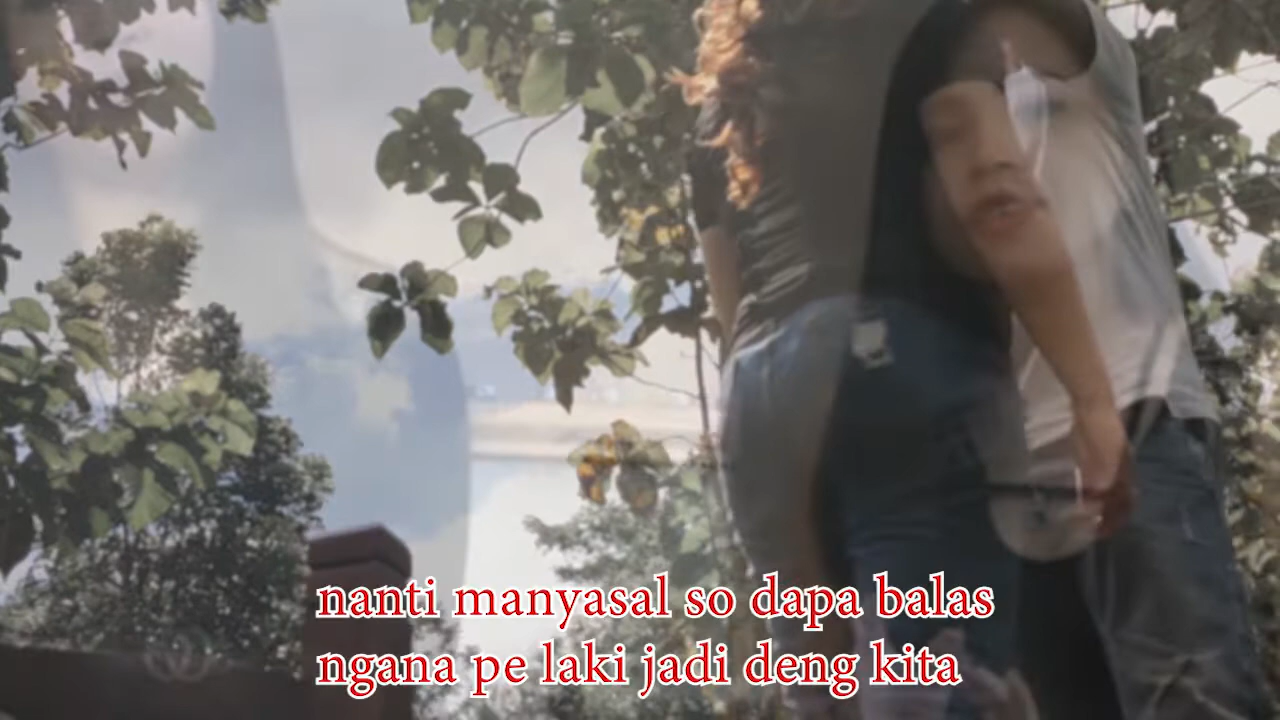 nanti manyasal so dapa balas
ngana pe laki jadi deng kita